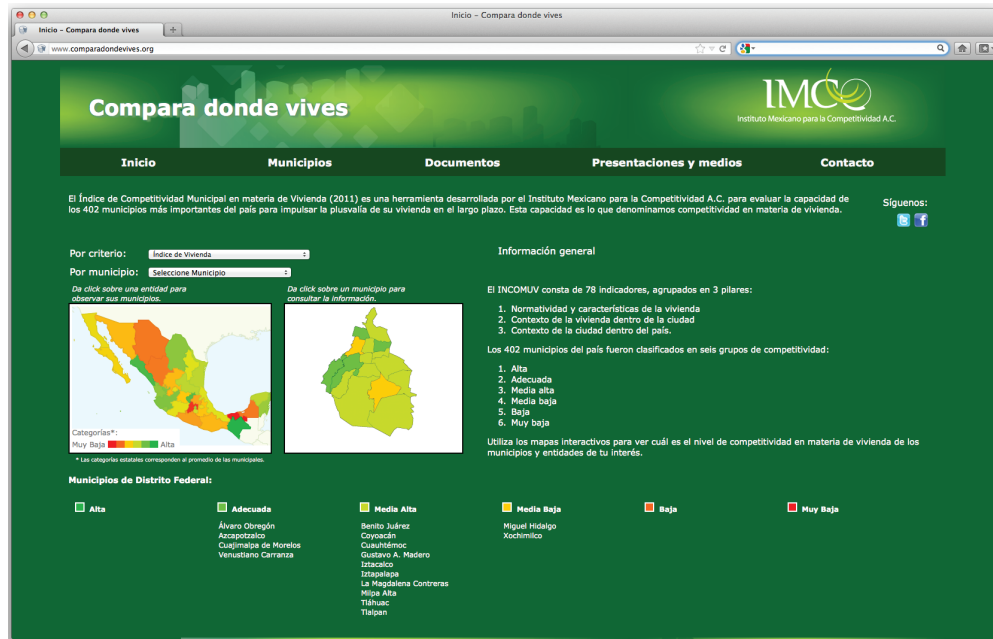 Inicio – Compara donde vives
Inicio – Compara donde vives
www.comparadondevives.org
Compara donde vives
IMCO
Instituto Mexicano para la Competitividad A.C.
Inicio Municipios Documentos Presentaciones y medios Contacto
El Índice de Competitividad Municipal en materia de Vivienda (2011) es una herramienta desarrollada por el Instituto Mexicano para la Competitividad A.C. para evaluar la capacidad de
los 402 municipios más importantes del país para impulsar la plusvalía de su vivienda en el largo plazo. Esta capacidad es lo que denominamos competitividad en materia de vivienda.
Síguenos:
Por criterio: Índice de Vivienda
Por municipio: Seleccione Municipio
Da click sobre una entidad para
observar sus municipios.
Da click sobre un municipio para
consultar la información.
Categorías*:
Muy Baja Alta
* Las categorías estatales corresponden al promedio de las municipales.
Información general
El INCOMUV consta de 78 indicadores, agrupados en 3 pilares:
1. Normatividad y características de la vivienda
2. Contexto de la vivienda dentro de la ciudad
3. Contexto de la ciudad dentro del país.
Los 402 municipios del país fueron clasificados en seis grupos de competitividad:
1. Alta
2. Adecuada
3. Media alta
4. Media baja
5. Baja
6. Muy baja
Utiliza los mapas interactivos para ver cuál es el nivel de competitividad en materia de vivienda de los
municipios y entidades de tu interés.
Municipios de Distrito Federal:
Alta
Adecuada
Álvaro Obregón
Azcapotzalco
Cuajimalpa de Morelos
Venustiano Carranza
Media Alta
Benito Juárez
Coyoacán
Cuauhtémoc
Gustavo A. Madero
Iztacalco
Iztapalapa
La Magdalena Contreras
Milpa Alta
Tláhuac
Tlalpan
Media Baja
Miguel Hidalgo
Xochimilco
Baja
Muy Baja